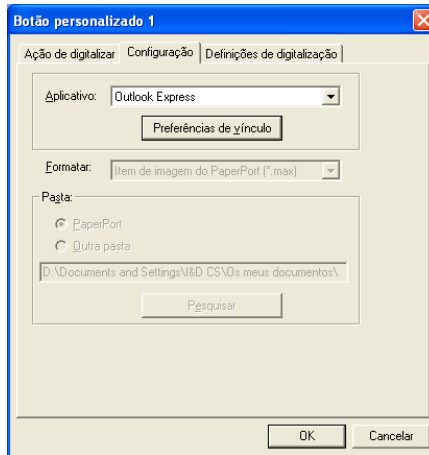 Botão personalizado 1
Ação de digitalizar Configuração Definições de digitalização
Aplicativo: Outlook Express
Preferências de vínculo
Formatar: Item de imagem do PaperPort (*.max)
Pasta:
PaperPort
Outra pasta
D:\Documents and Settings\I&D CS\Os meus documentos\
Pesquisar
OK Cancelar